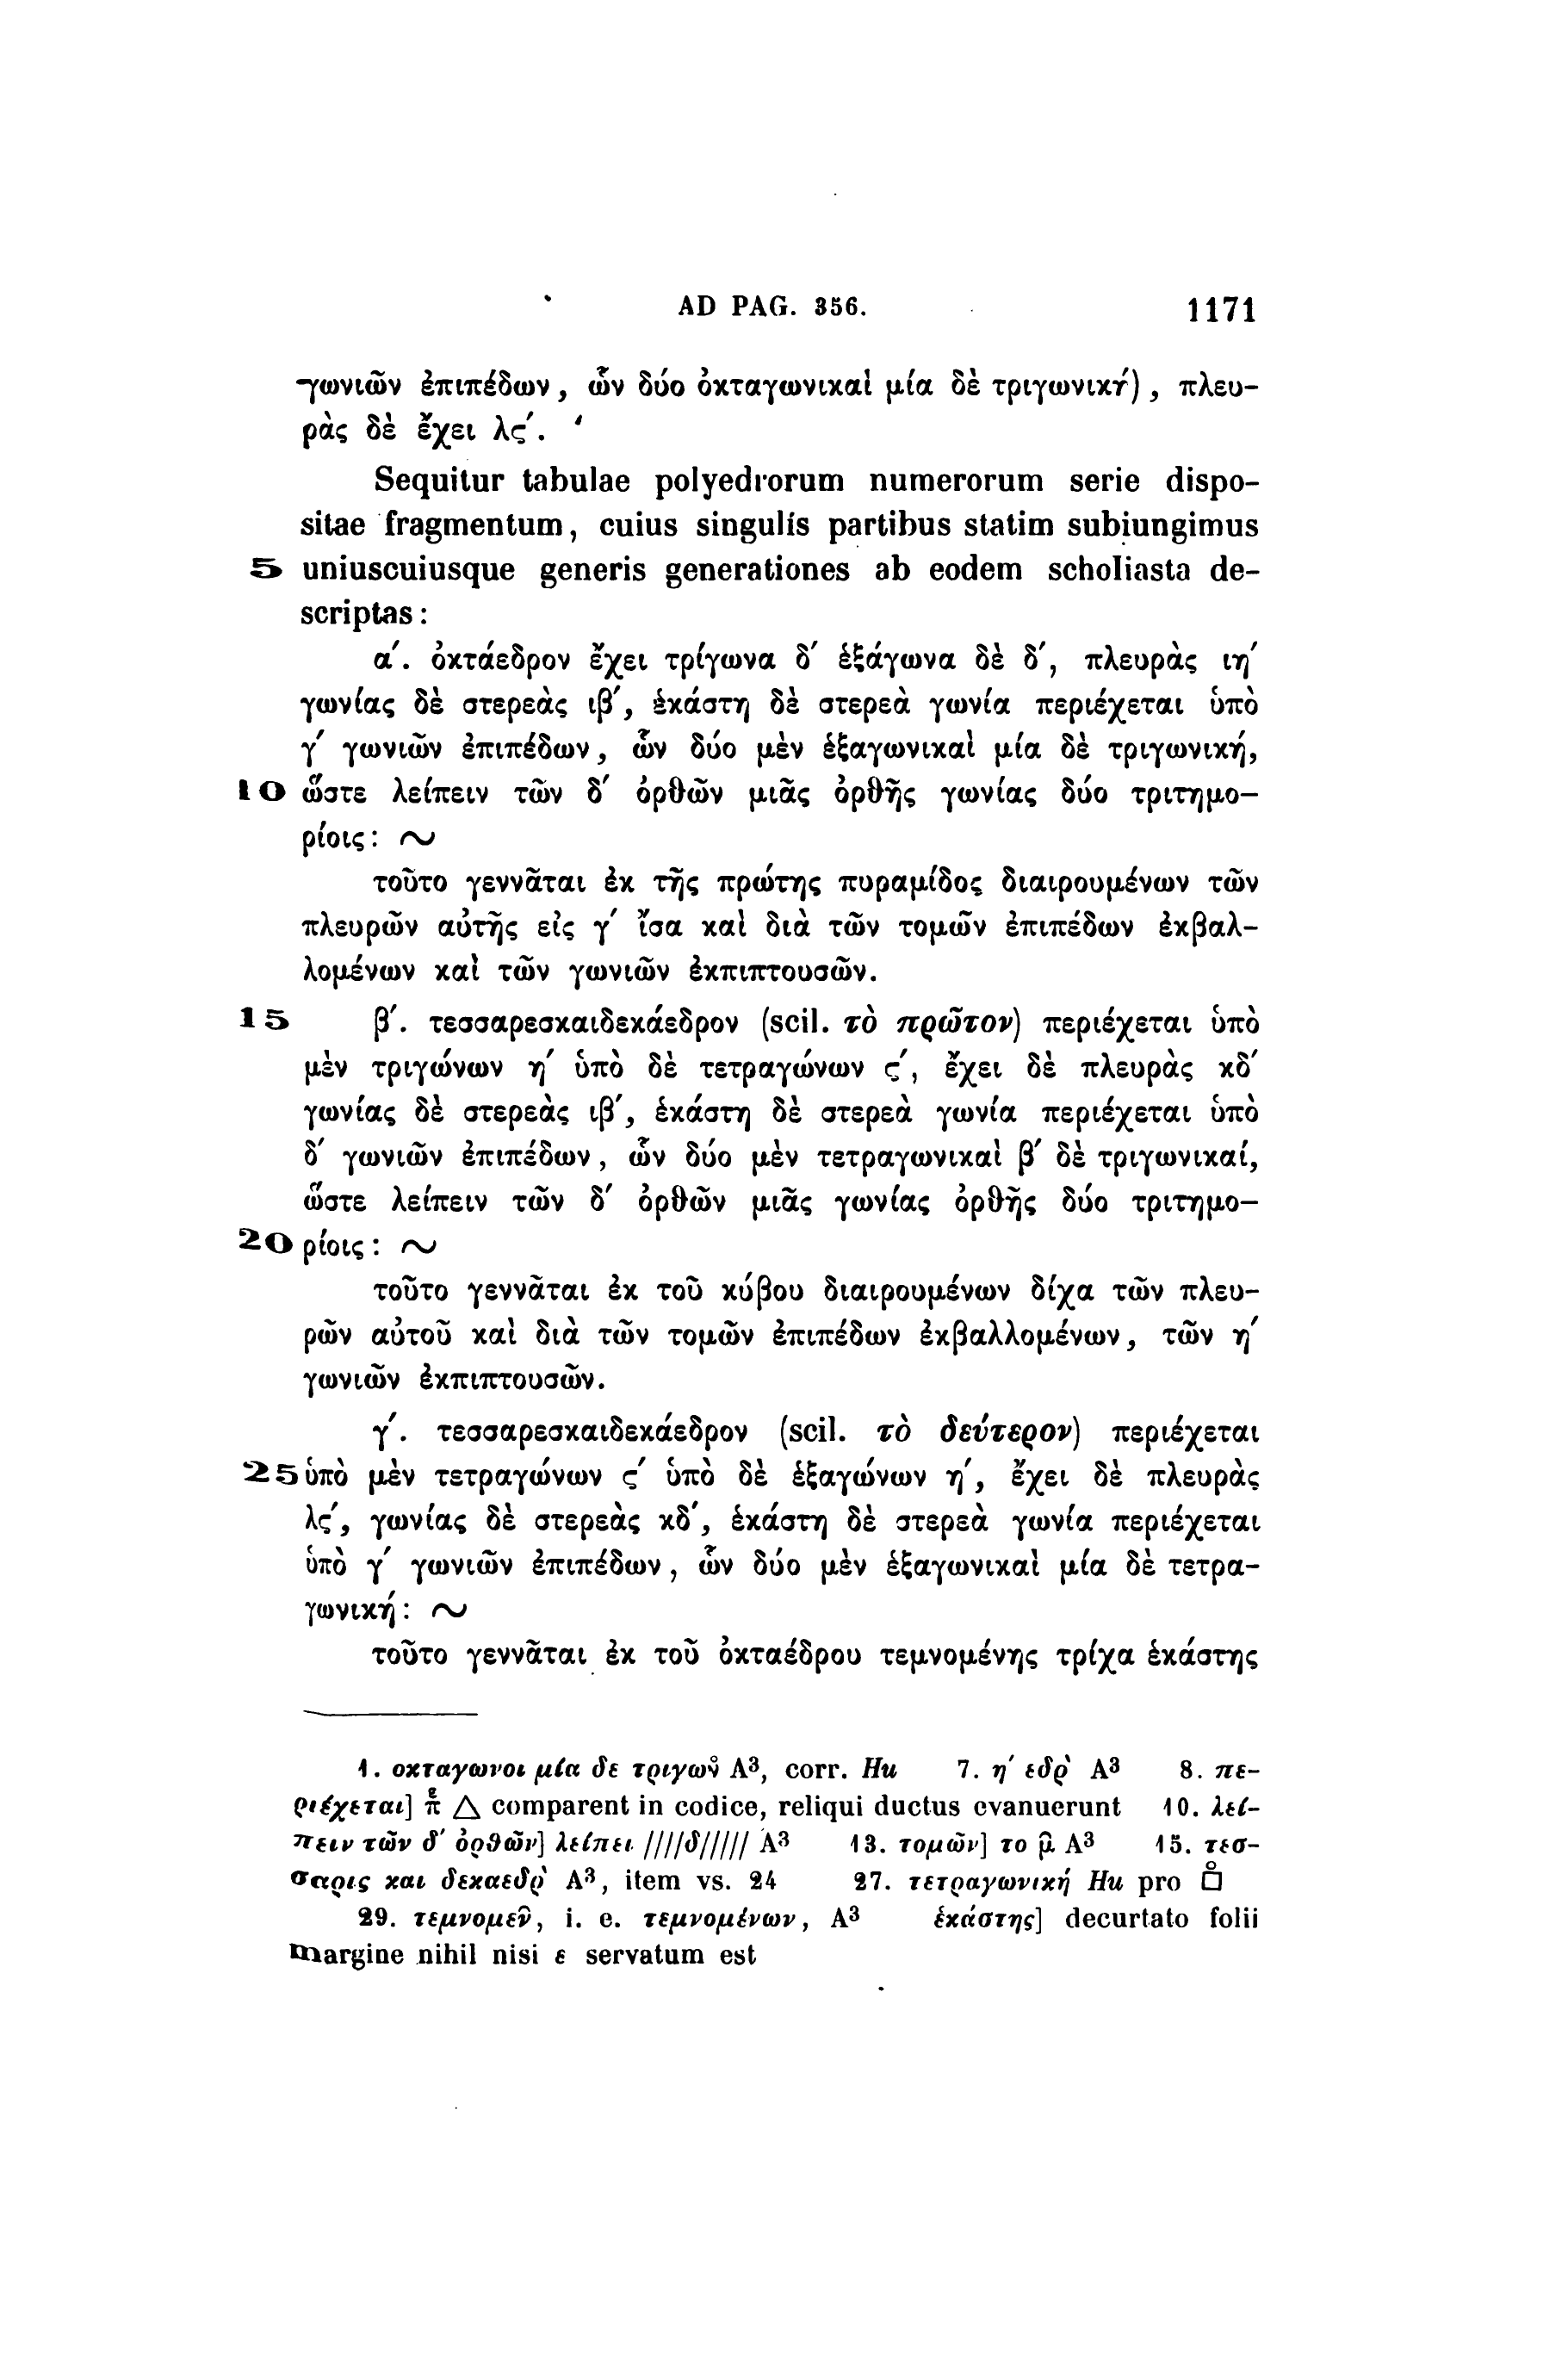 AD PAG. 356. 1171
γωνιῶν ἐπιπέδων, ὧν δύο ὀκταγωνικαὶ μία δὲ τριγωνική), πλευ-
ρὰς δὲ ἔχει λϛ´.
Sequitur tabulae polyedrorum numerorum serie dispo-
sitae fragmentum, cuius singulis partibus statim subiungimus
5 uniuscuiusque generis generationes ab eodem scholiasta de-
scriptas:
α´. ὀκτάεδρον ἔχει τρίγωνα δ´ ἑξάγωνα δὲ δ´, πλευρὰς ιη´
γωνίας δὲ στερεὰς ιβ´, ἑκάστη δὲ στερεὰ γωνία περιέχεται ὑπὸ
γ´ γωνιῶν ἐπιπέδων, ὧν δύο μὲν ἑξαγωνικαὶ μία δὲ τριγωνική,
10 ὥστε λείπειν τῶν δ´ ὀρθῶν μιᾶς ὀρθῆς γωνίας δύο τριτημο-
ρίοις: ~
τοῦτο γεννᾶται ἐκ τῆς πρώτης πυραμίδος διαιρουμένων τῶν
πλευρῶν αὐτῆς εἰς γ´ ἴσα καὶ διὰ τῶν τομῶν ἐπιπέδων ἐκβαλ-
λομένων καὶ τῶν γωνιῶν ἐκπιπτουσῶν.
15 β´. τεσσαρεσκαιδεκάεδρον (scil. τὸ πρῶτον) περιέχεται ὑπὸ
μὲν τριγώνων η´ ὑπὸ δὲ τετραγώνων ϛ´, ἔχει δὲ πλευρὰς κδ´
γωνίας δὲ στερεὰς ιβ´, ἑκάστη δὲ στερεὰ γωνία περιέχεται ὑπὸ
δ´ γωνιῶν ἐπιπέδων, ὧν δύο μὲν τετραγωνικαὶ β´ δὲ τριγωνικαί,
ὥστε λείπειν τῶν δ´ ὀρθῶν μιᾶς γωνίας ὀρθῆς δύο τριτημο-
20 ρίοις: ~
τοῦτο γεννᾶται ἐκ τοῦ κύβου διαιρουμένων δίχα τῶν πλευ-
ρῶν αὐτοῦ καὶ διὰ τῶν τομῶν ἐπιπέδων ἐκβαλλομένων, τῶν η´
γωνιῶν ἐκπιπτουσῶν.
γ´. τεσσαρεσκαιδεκάεδρον (scil. τὸ δεύτερον) περιέχεται
25 ὑπὸ μὲν τετραγώνων ϛ´ ὑπὸ δὲ ἑξαγώνων η´, ἔχει δὲ πλευρὰς
λϛ´, γωνίας δὲ στερεὰς κδ´, ἑκάστη δὲ στερεὰ γωνία περιέχεται
ὑπὸ γ´ γωνιῶν ἐπιπέδων, ὧν δύο μὲν ἑξαγωνικαὶ μία δὲ τετρα-
γωνική: ~
τοῦτο γεννᾶται ἐκ τοῦ ὀκταέδρου τεμνομένης τρίχα ἑκάστης
1. οκταγωνοι μία δε τριγων̊ A³, corr. Hu 7. η´ εδρ̀ A³ 8. πε-
ριέχεται] △ comparent in codice, reliqui ductus evanuerunt 10. λεί-
πειν τῶν δ´ ὀρθῶν] λείπει ////δ///// A³ 13. τομῶν] το μ̑ A³ 15. τεσ-
σαρις και δεκαεδρ̀ A³, item vs. 24 27. τετραγωνική Hu pro □̊
29. τεμνομεν̑, i. e. τεμνομένων, A³ ἑκάστης] decurtato folii
margine nihil nisi ε servatum est